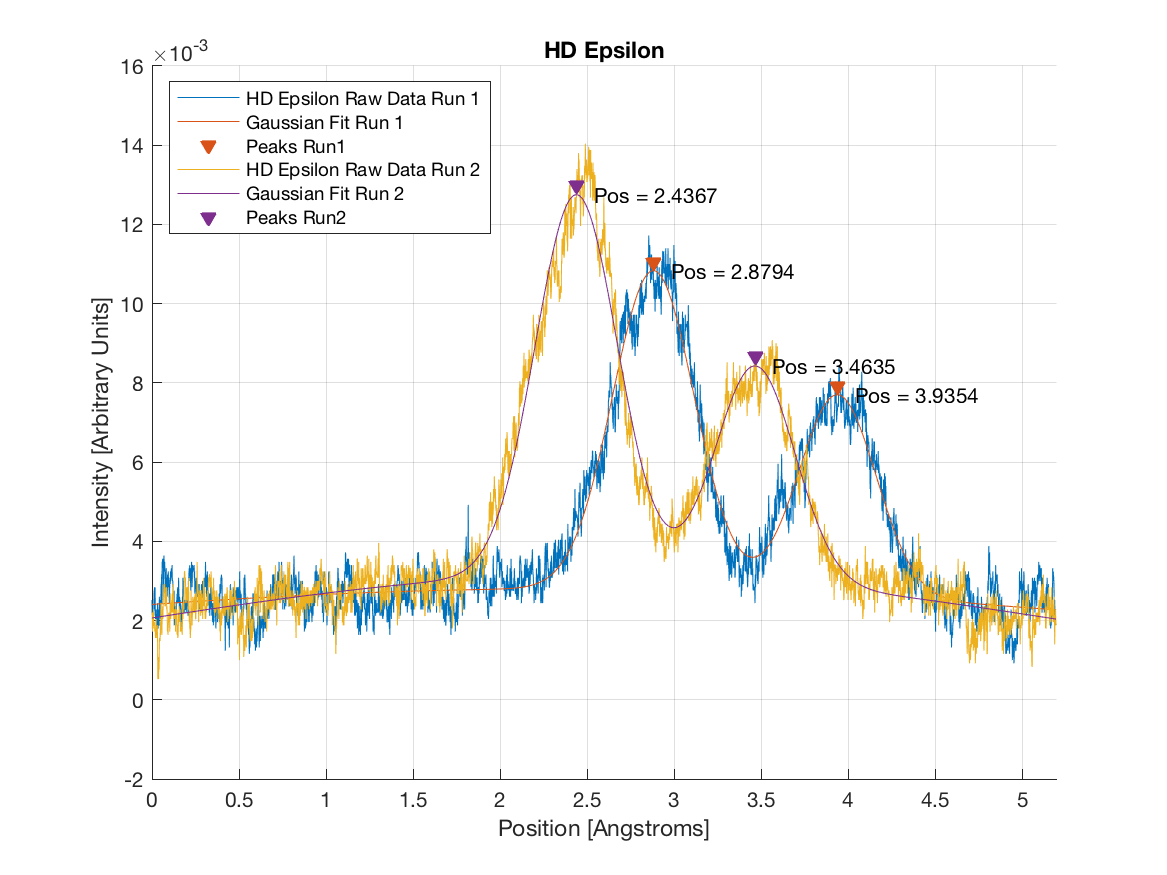 HD Epsilon
×10-3
16
14
12
10
8
6
4
2
0
-2
HD Epsilon Raw Data Run 1
Gaussian Fit Run 1
Peaks Run1
HD Epsilon Raw Data Run 2
Gaussian Fit Run 2
Peaks Run2
Pos = 2.4367
Pos = 2.8794
Pos = 3.4635
Pos = 3.9354
Intensity [Arbitrary Units]
0 0.5 1 1.5 2 2.5 3 3.5 4 4.5 5
Position [Angstroms]